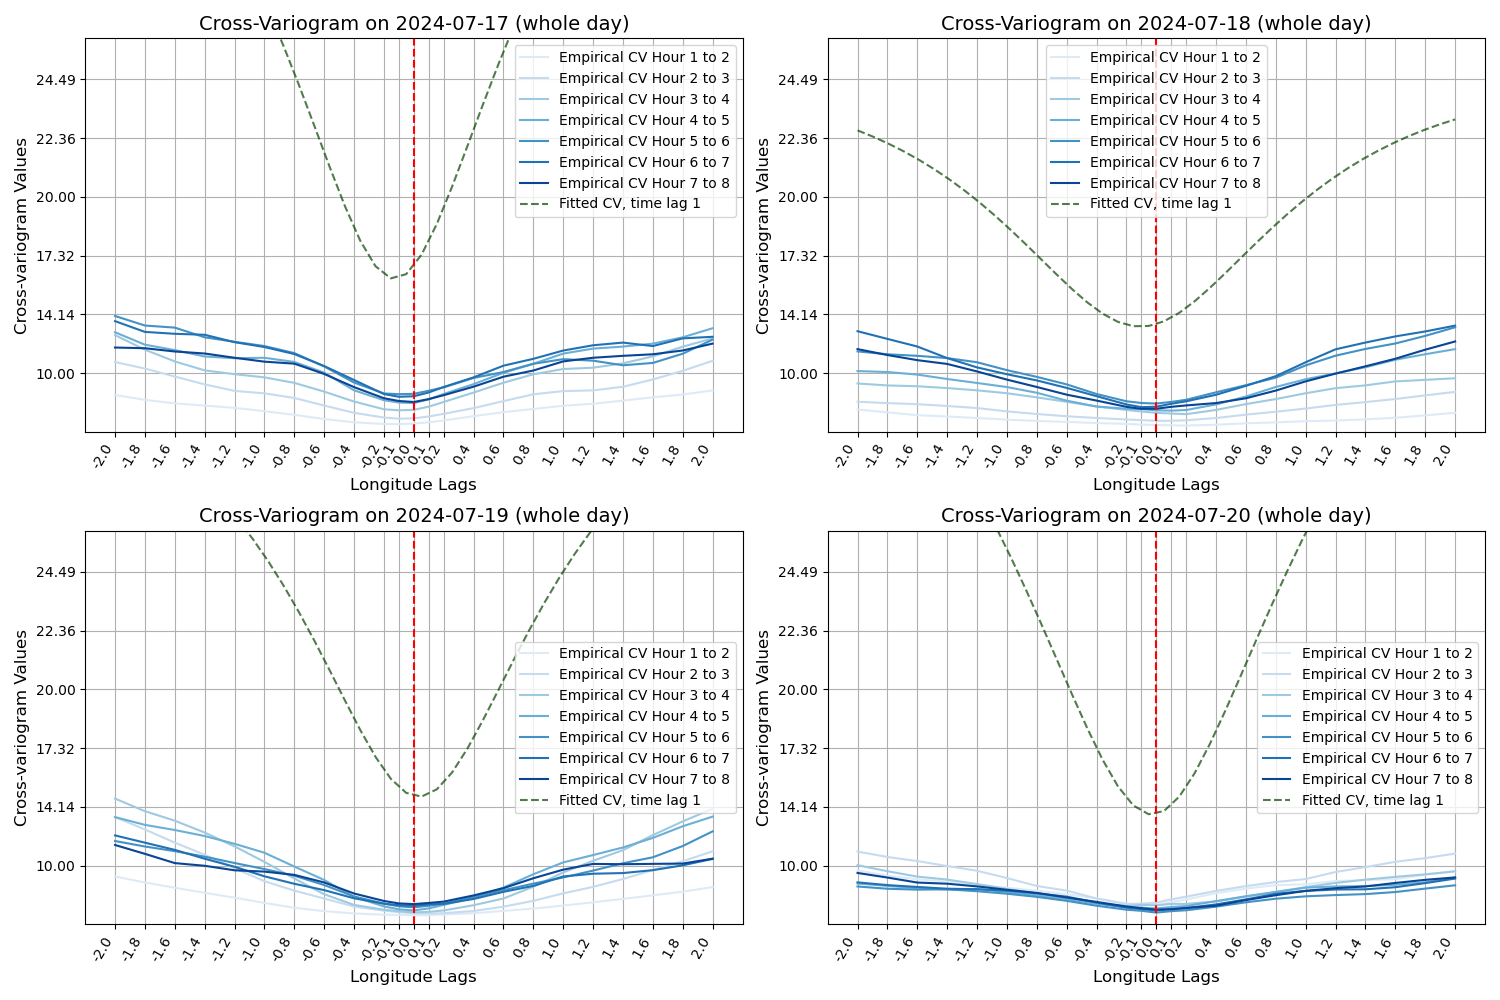 Cross-Variogram on 2024-07-17 (whole day)
Cross-variogram Values
24.49
22.36
20.00
17.32
14.14
10.00
Empirical CV Hour 1 to 2
Empirical CV Hour 2 to 3
Empirical CV Hour 3 to 4
Empirical CV Hour 4 to 5
Empirical CV Hour 5 to 6
Empirical CV Hour 6 to 7
Empirical CV Hour 7 to 8
Fitted CV, time lag 1
-2.0 -1.8 -1.6 -1.4 -1.2 -1.0 -0.8 -0.6 -0.4 -0.2 -0.1 0.0 0.1 0.2 0.4 0.6 0.8 1.0 1.2 1.4 1.6 1.8 2.0
Longitude Lags
Cross-Variogram on 2024-07-18 (whole day)
Cross-variogram Values
24.49
22.36
20.00
17.32
14.14
10.00
Empirical CV Hour 1 to 2
Empirical CV Hour 2 to 3
Empirical CV Hour 3 to 4
Empirical CV Hour 4 to 5
Empirical CV Hour 5 to 6
Empirical CV Hour 6 to 7
Empirical CV Hour 7 to 8
Fitted CV, time lag 1
-2.0 -1.8 -1.6 -1.4 -1.2 -1.0 -0.8 -0.6 -0.4 -0.2 -0.1 0.0 0.1 0.2 0.4 0.6 0.8 1.0 1.2 1.4 1.6 1.8 2.0
Longitude Lags
Cross-Variogram on 2024-07-19 (whole day)
Cross-variogram Values
24.49
22.36
20.00
17.32
14.14
10.00
Empirical CV Hour 1 to 2
Empirical CV Hour 2 to 3
Empirical CV Hour 3 to 4
Empirical CV Hour 4 to 5
Empirical CV Hour 5 to 6
Empirical CV Hour 6 to 7
Empirical CV Hour 7 to 8
Fitted CV, time lag 1
-2.0 -1.8 -1.6 -1.4 -1.2 -1.0 -0.8 -0.6 -0.4 -0.2 -0.1 0.0 0.1 0.2 0.4 0.6 0.8 1.0 1.2 1.4 1.6 1.8 2.0
Longitude Lags
Cross-Variogram on 2024-07-20 (whole day)
Cross-variogram Values
24.49
22.36
20.00
17.32
14.14
10.00
Empirical CV Hour 1 to 2
Empirical CV Hour 2 to 3
Empirical CV Hour 3 to 4
Empirical CV Hour 4 to 5
Empirical CV Hour 5 to 6
Empirical CV Hour 6 to 7
Empirical CV Hour 7 to 8
Fitted CV, time lag 1
-2.0 -1.8 -1.6 -1.4 -1.2 -1.0 -0.8 -0.6 -0.4 -0.2 -0.1 0.0 0.1 0.2 0.4 0.6 0.8 1.0 1.2 1.4 1.6 1.8 2.0
Longitude Lags